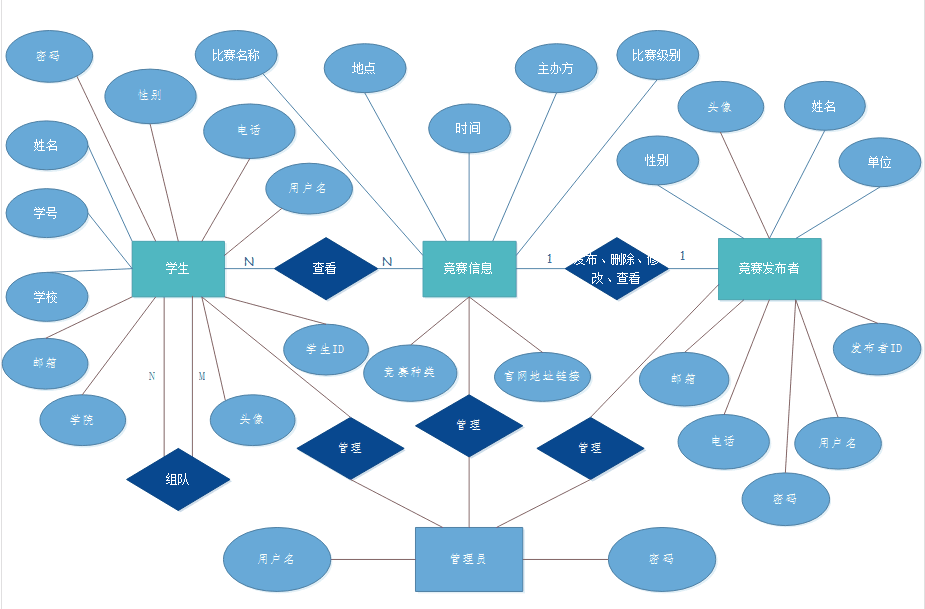 密码
性别
姓名
电话
学号
用户名
学校
邮箱
学院
头像
学生ID
学生
N
查看
N
N
M
组队
比赛名称
地点
时间
主办方
比赛级别
竞赛信息
竞赛种类
官网地址链接
1
发布、删除、修
改、查看
1
头像
姓名
性别
单位
竞赛发布者
发布者ID
邮箱
电话
用户名
密码
管理
管理
管理
用户名
管理员
密码